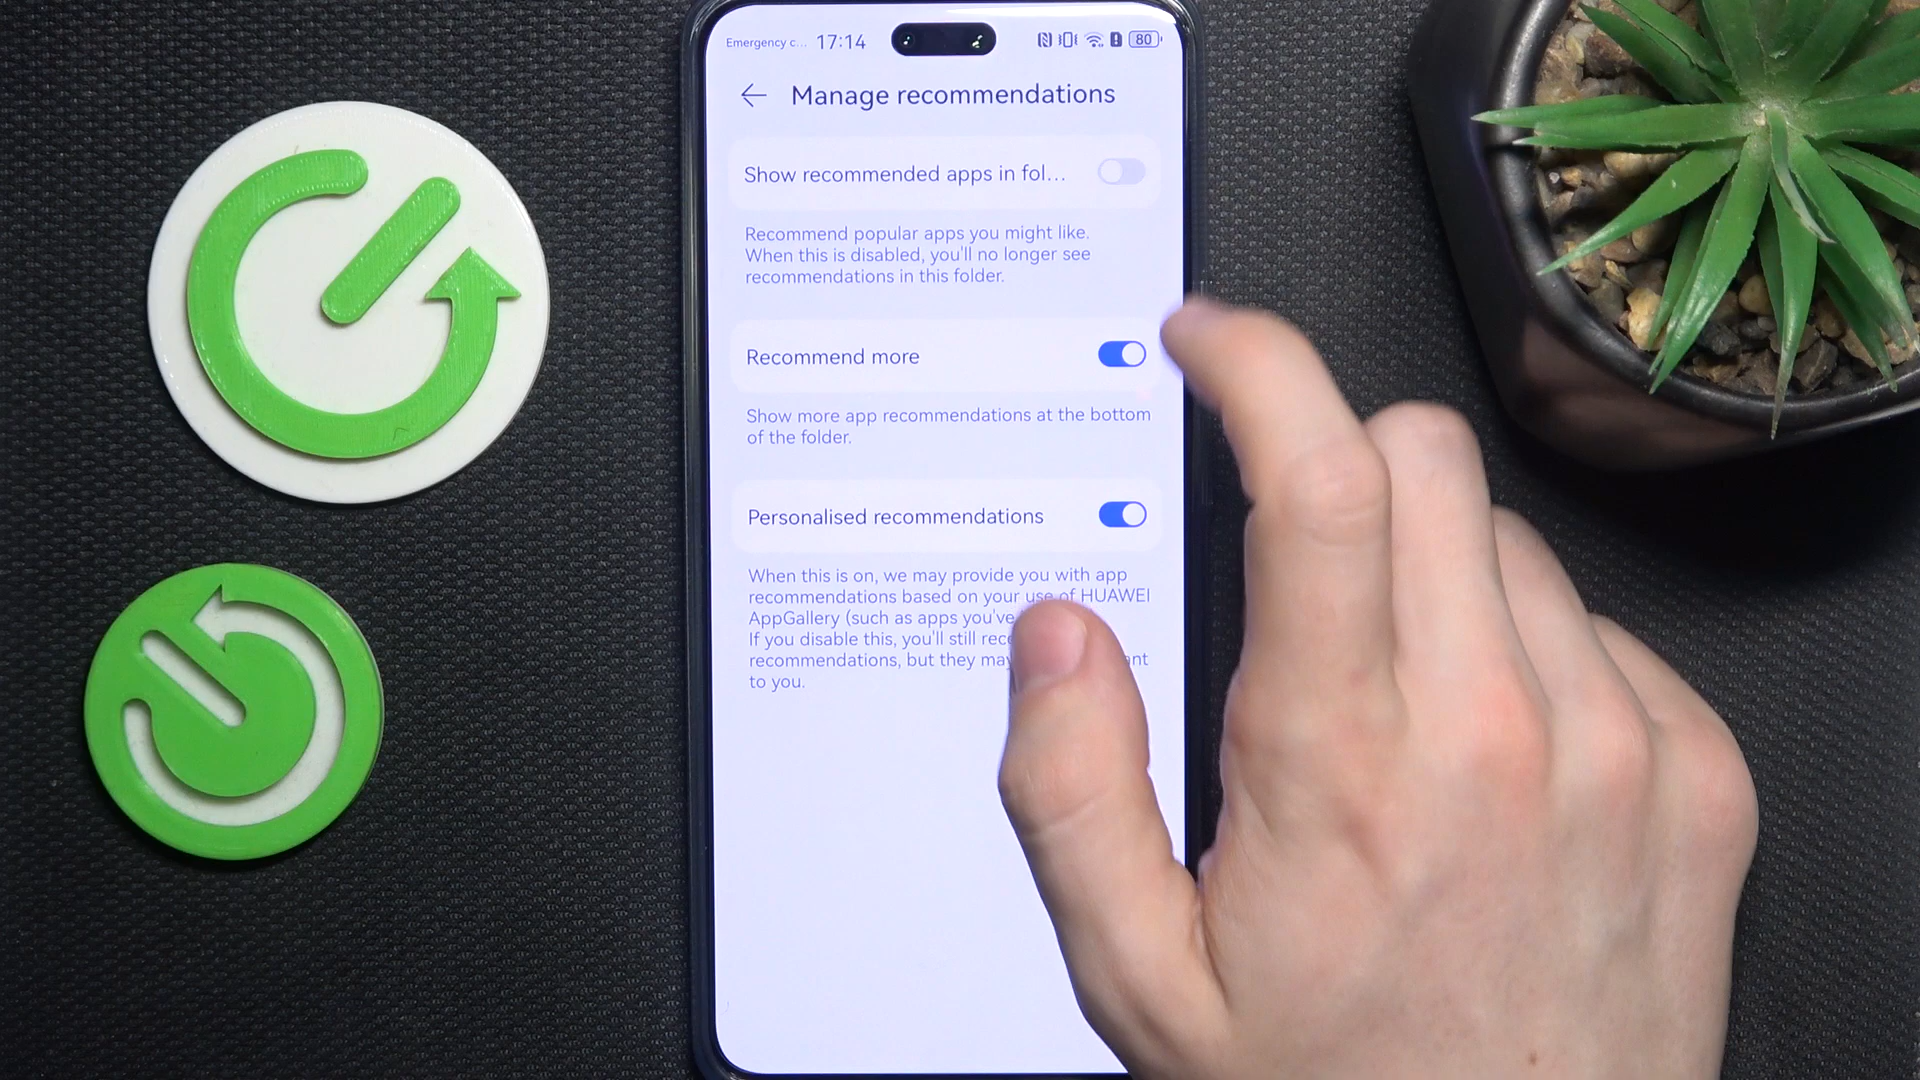 Emergency c... 17:14 80
Manage recommendations
Show recommended apps in fol...
Recommend popular apps you might like.
When this is disabled, you'll no longer see
recommendations in this folder.
Recommend more
Show more app recommendations at the bottom
of the folder.
Personalised recommendations
When this is on, we may provide you with app
recommendations based on your use of HUAWEI
AppGallery (such as apps you've
If you disable this, you'll still
recommendations, but they may
to you.